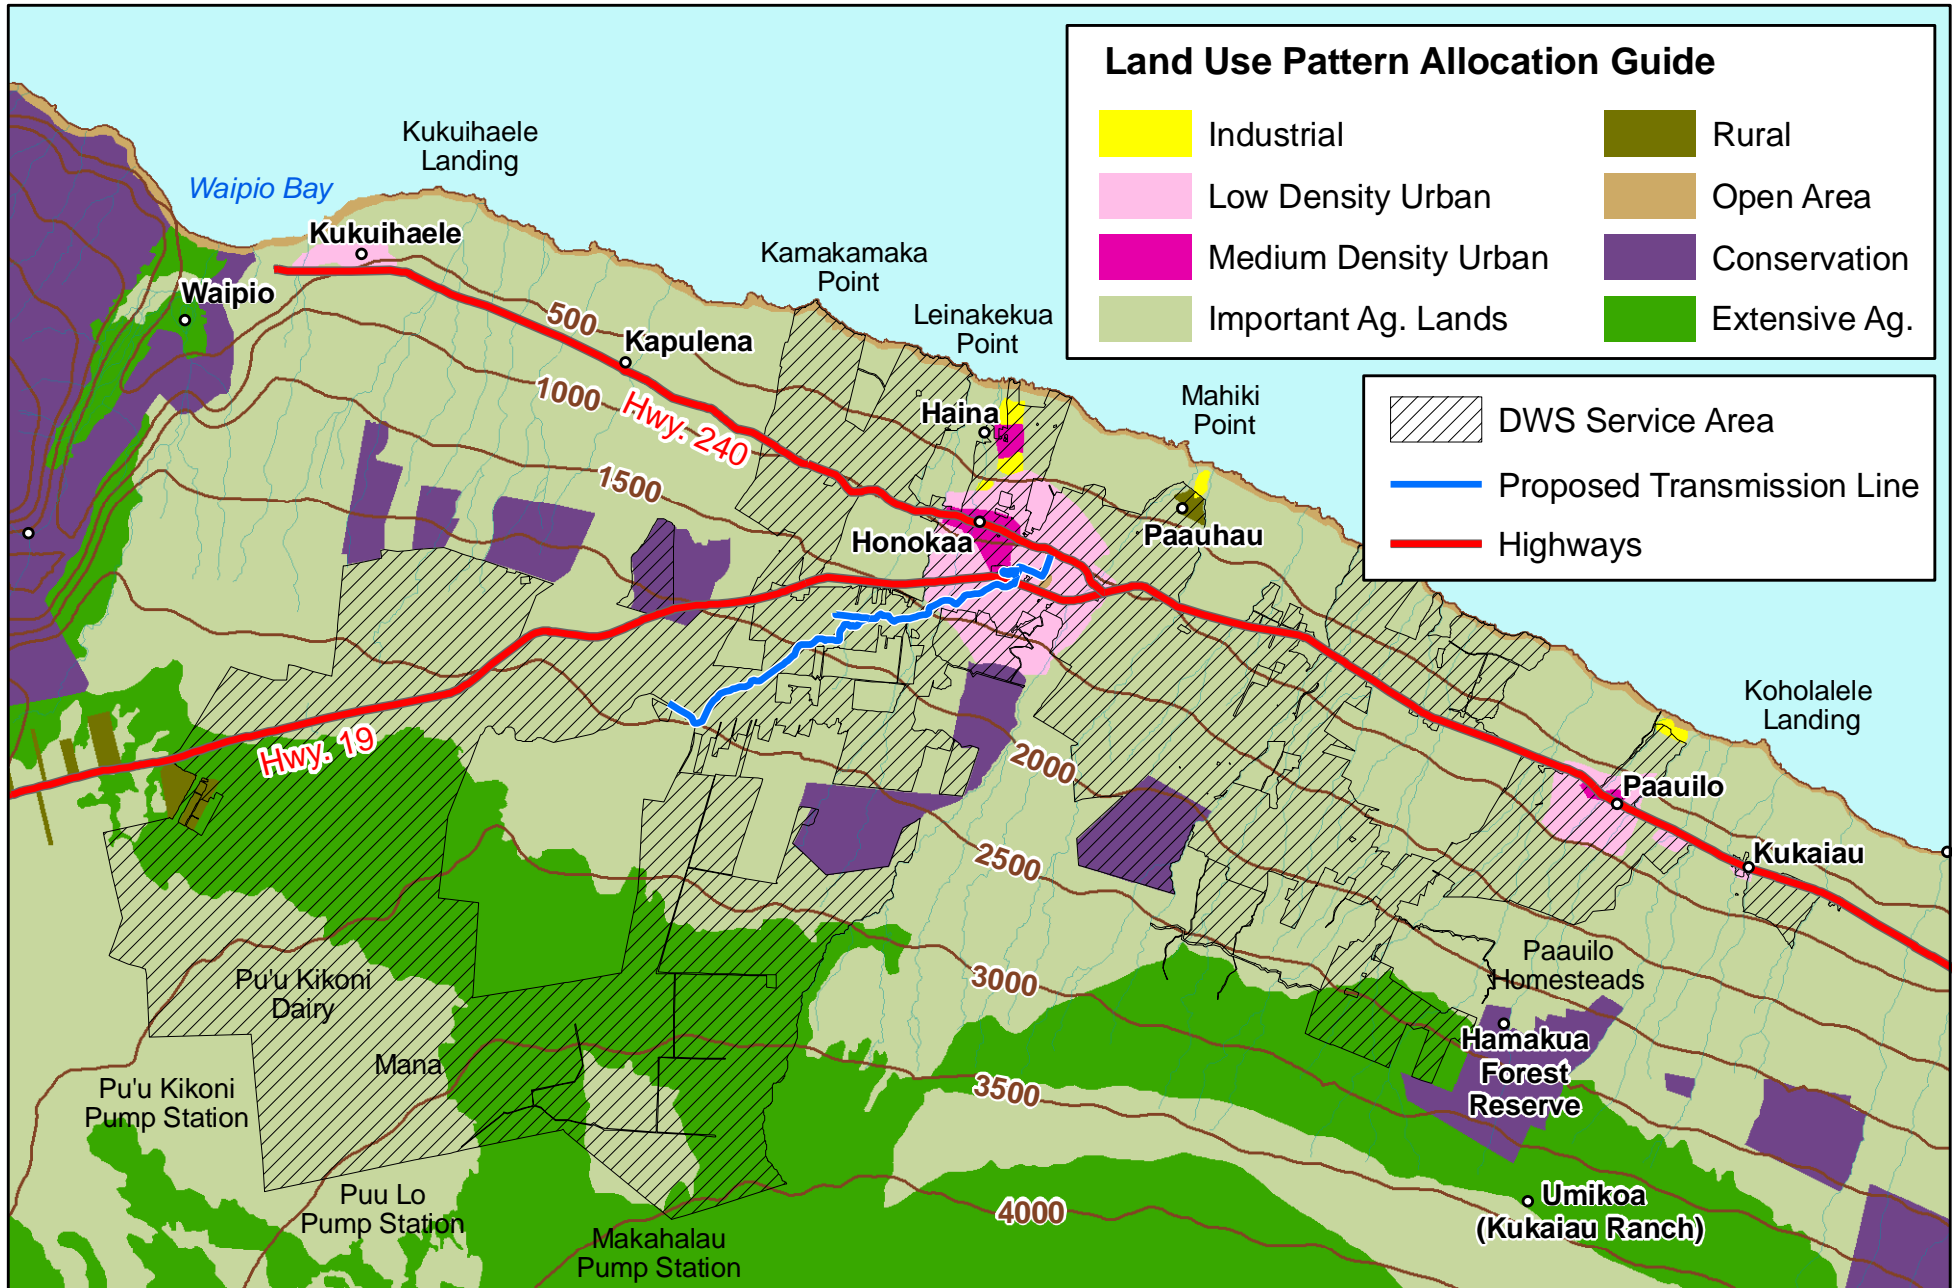 Land Use Pattern Allocation Guide
Industrial
Low Density Urban
Medium Density Urban
Important Ag. Lands
Rural
Open Area
Conservation
Extensive Ag.
DWS Service Area
Proposed Transmission Line
Highways
Kukuihaele
Landing
Waipio Bay
Kukuihaele
Waipio
Kamakamaka
Point
Leinakekua
Point
Kapulena
500
1000
1500
Hwy. 240
Haina
Mahiki
Point
Honokaa
Paauhau
Hwy. 19
Koholalele
Landing
2000
Paauilo
Kukaiau
2500
3000
3500
4000
Paauilo
Homesteads
Pu'u Kikoni
Dairy
Mana
Pu'u Kikoni
Pump Station
Hamakua
Forest
Reserve
Puu Lo
Pump Station
Makahalau
Pump Station
Umikoa
(Kukaiau Ranch)